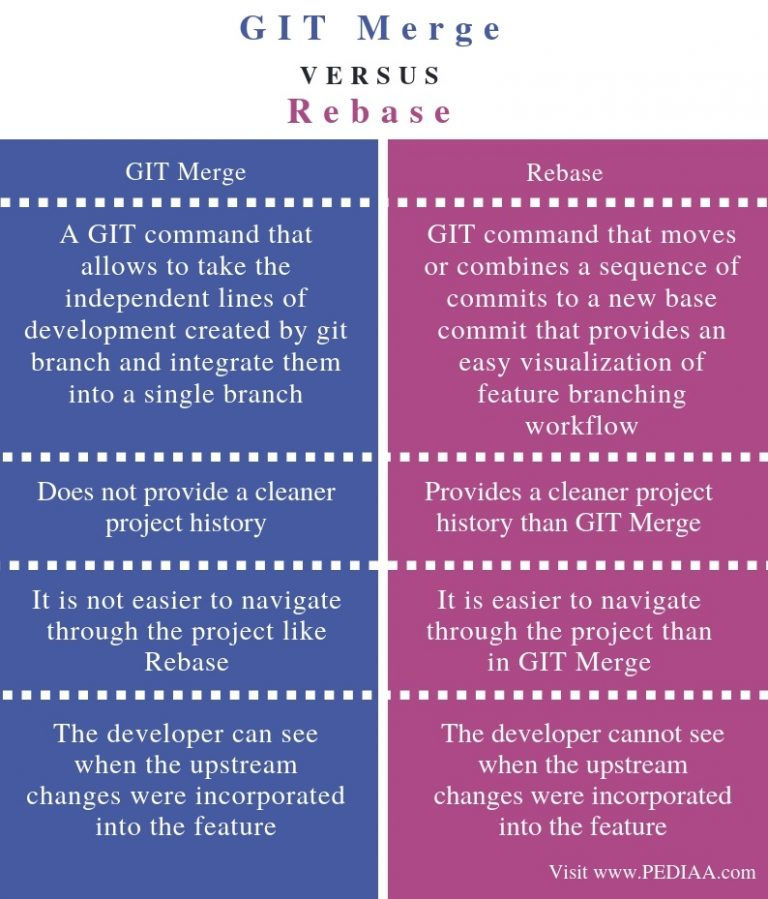 GIT Merge
VERSUS
Rebase
GIT Merge
A GIT command that
allows to take the
independent lines of
development created by git
branch and integrate them
into a single branch
Does not provide a cleaner
project history
It is not easier to navigate
through the project like
Rebase
The developer can see
when the upstream
changes were incorporated
into the feature
Rebase
GIT command that moves
or combines a sequence of
commits to a new base
commit that provides an
easy visualization of
feature branching
workflow
Provides a cleaner project
history than GIT Merge
It is easier to navigate
through the project than
in GIT Merge
The developer cannot see
when the upstream
changes were incorporated
into the feature
Visit www.PEDIAA.com